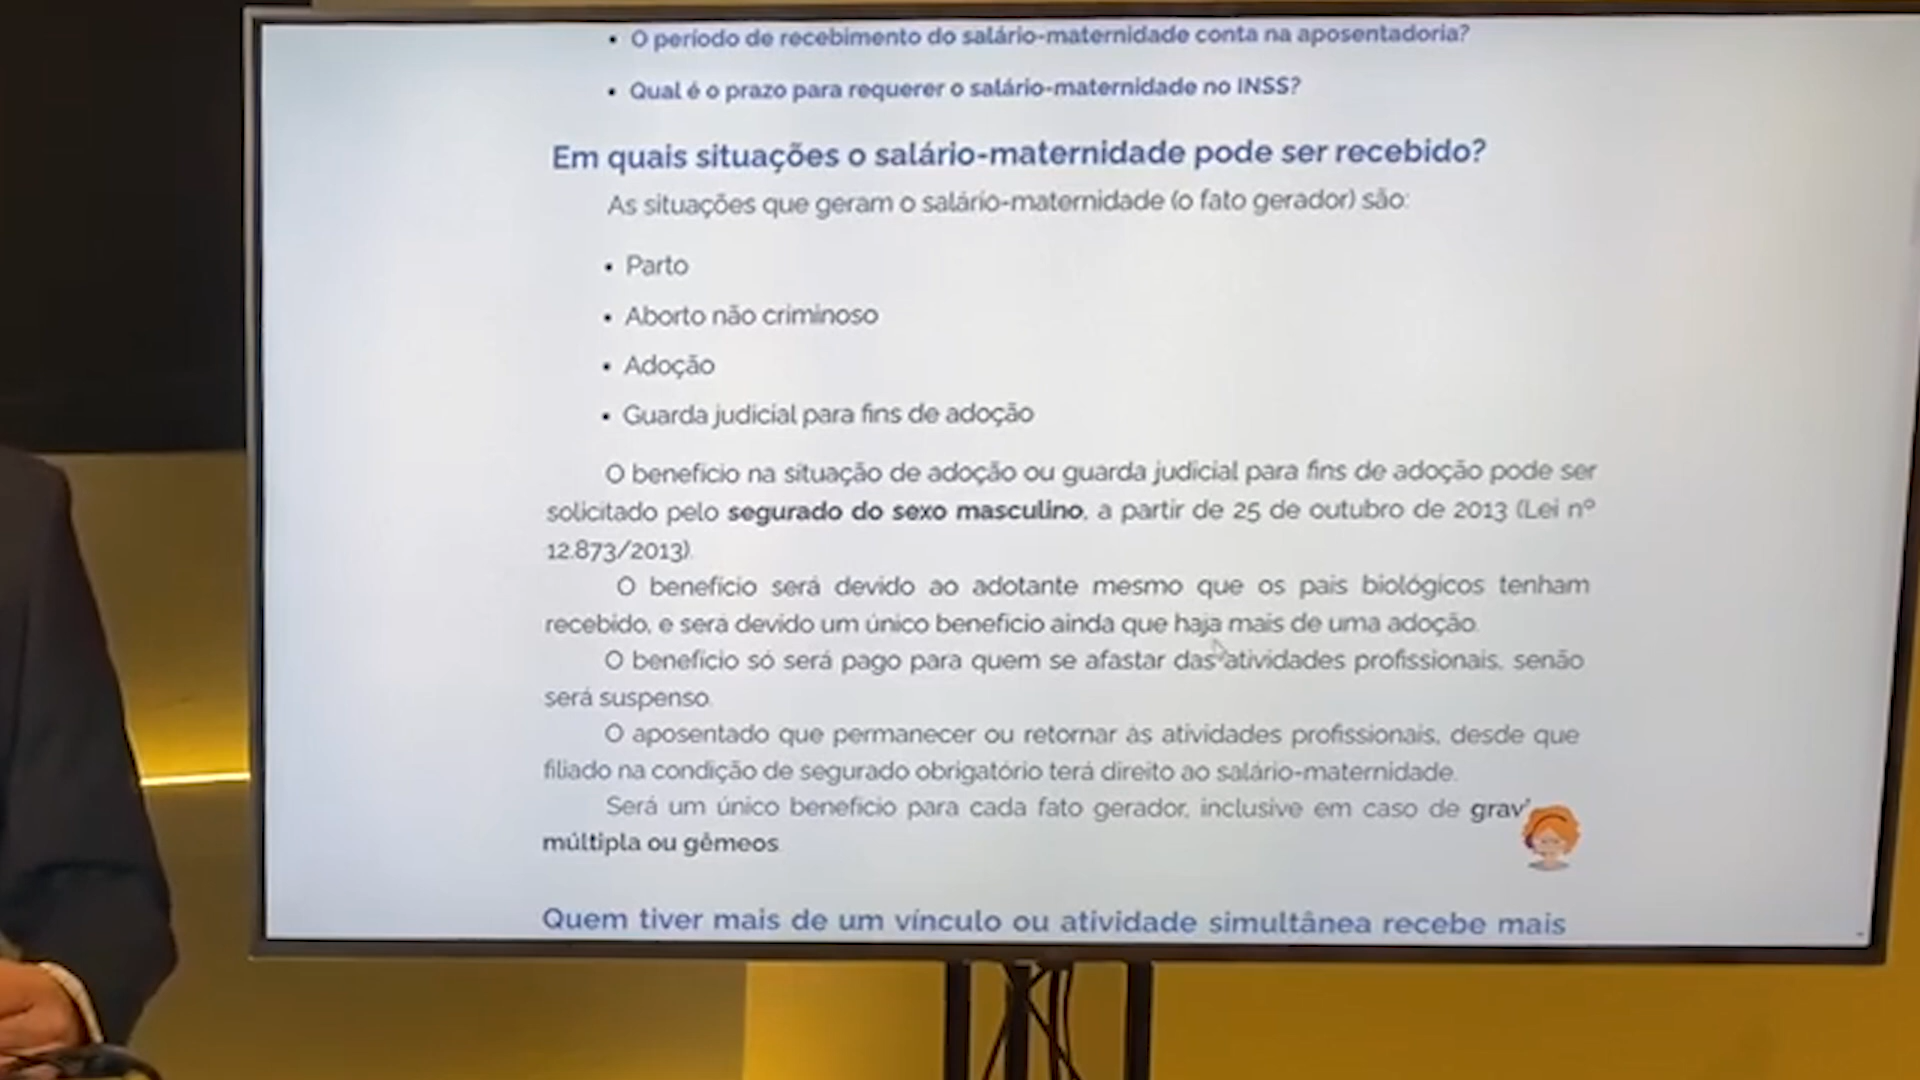 • O período de recebimento do salário-maternidade conta na aposentadoria?
• Qual é o prazo para requerer o salário-maternidade no INSS?
Em quais situações o salário-maternidade pode ser recebido?
As situações que geram o salário-maternidade (o fato gerador) são:
• Parto
• Aborto não criminoso
• Adoção
• Guarda judicial para fins de adoção
O benefício na situação de adoção ou guarda judicial para fins de adoção pode ser
solicitado pelo segurado do sexo masculino, a partir de 25 de outubro de 2013 (Lei nº
12.873/2013).
O benefício será devido ao adotante mesmo que os pais biológicos tenham
recebido, e será devido um único benefício ainda que haja mais de uma adoção.
O benefício só será pago para quem se afastar das atividades profissionais, senão
será suspenso.
O aposentado que permanecer ou retornar às atividades profissionais, desde que
filiado na condição de segurado obrigatório terá direito ao salário-maternidade.
Será um único benefício para cada fato gerador, inclusive em caso de
múltipla ou gêmeos
Quem tiver mais de um vínculo ou atividade simultânea recebe mais